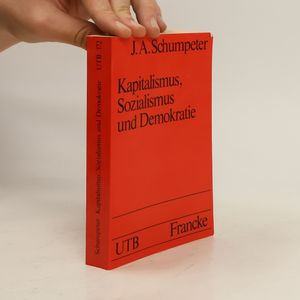 J.A.Schumpeter
Kapitalismus,
Sozialismus
und Demokratie
UTB
Francke
Schumpeter Kapitalismus, Sozialismus und Demokratie
UTB 172